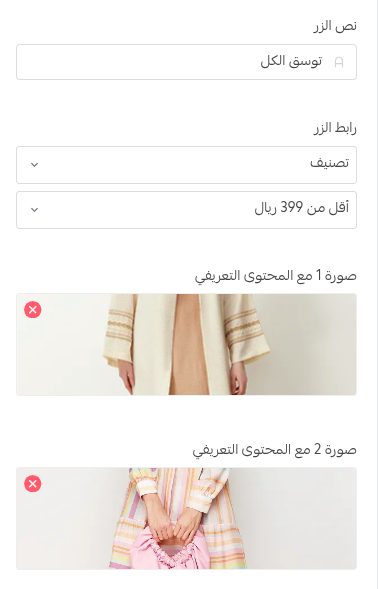 نص الزر
توسق الكل
رابط الزر
تصنيف
أقل من 399 ريال
صورة 1 مع المحتوى التعريفي
صورة 2 مع المحتوى التعريفي